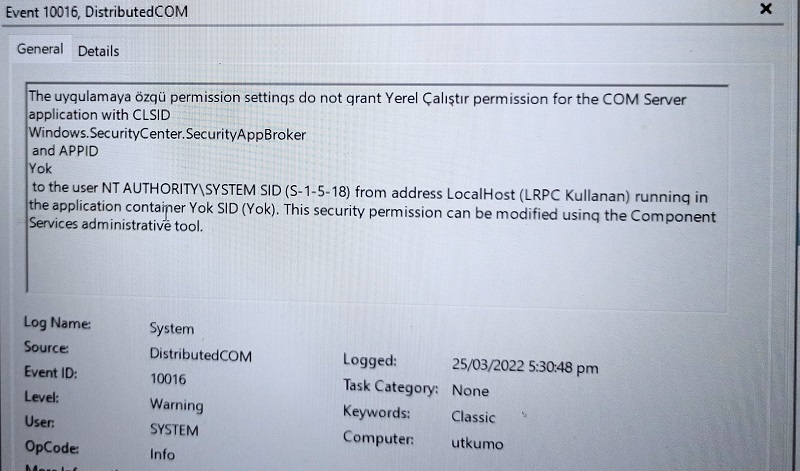 Event 10016, DistributedCOM
General Details
The uygulamaya özgü permission settings do not grant Yerel Çalıştır permission for the COM Server
application with CLSID
Windows.SecurityCenter.SecurityAppBroker
and APPID
Yok
to the user NT AUTHORITY\SYSTEM SID (S-1-5-18) from address LocalHost (LRPC Kullanan) running in
the application container Yok SID (Yok). This security permission can be modified using the Component
Services administrative tool.
Log Name: System
Source: DistributedCOM
Event ID: 10016
Level: Warning
User: SYSTEM
OpCode: Info
Logged: 25/03/2022 5:30:48 pm
Task Category: None
Keywords: Classic
Computer: utkumo